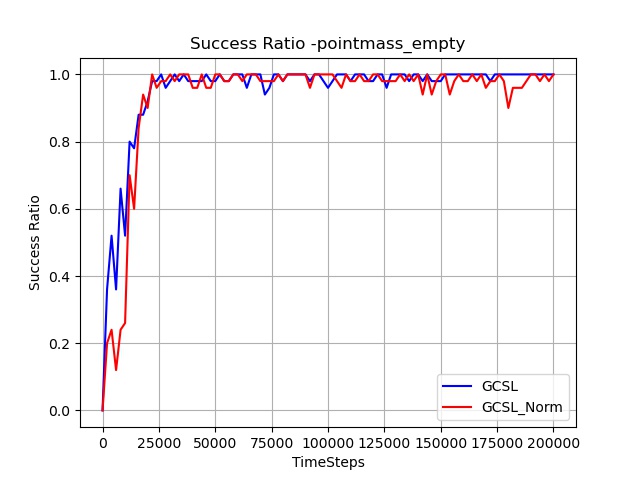 Success Ratio -pointmass_empty
1.0
0.8
0.6
0.4
0.2
0.0
Success Ratio
GCSL
GCSL_Norm
0 25000 50000 75000 100000 125000 150000 175000 200000
TimeSteps